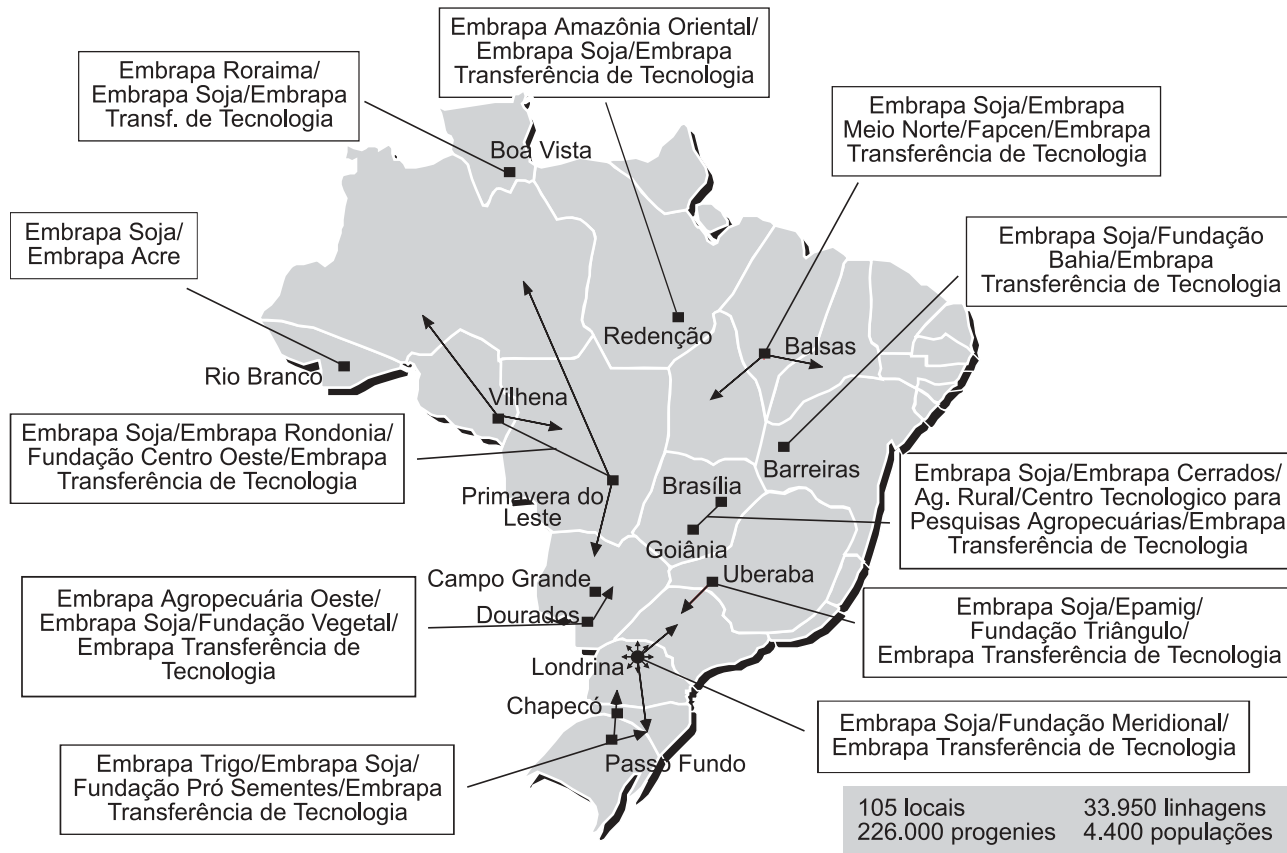 Embrapa Amazônia Oriental/
Embrapa Soja/Embrapa
Transferência de Tecnologia
Embrapa Roraima/
Embrapa Soja/Embrapa
Transf. de Tecnologia
Embrapa Soja/Embrapa
Meio Norte/Fapcen/Embrapa
Transferência de Tecnologia
Boa Vista
Embrapa Soja/
Embrapa Acre
Embrapa Soja/Fundação
Bahia/Embrapa
Transferência de Tecnologia
Redenção
Balsas
Rio Branco
Vilhena
Embrapa Soja/Embrapa Rondonia/
Fundação Centro Oeste/Embrapa
Transferência de Tecnologia
Barreiras
Primavera do
Leste
Brasília
Goiânia
Embrapa Soja/Embrapa Cerrados/
Ag. Rural/Centro Tecnologico para
Pesquisas Agropecuárias/Embrapa
Transferência de Tecnologia
Campo Grande
Uberaba
Dourados
Embrapa Agropecuária Oeste/
Embrapa Soja/Fundação Vegetal/
Embrapa Transferência de
Tecnologia
Embrapa Soja/Epamig/
Fundação Triângulo/
Embrapa Transferência de Tecnologia
Londrina
Chapecó
Embrapa Soja/Fundação Meridional/
Embrapa Transferência de Tecnologia
Passo Fundo
Embrapa Trigo/Embrapa Soja/
Fundação Pró Sementes/Embrapa
Transferência de Tecnologia
105 locais 33.950 linhagens
226.000 progenies 4.400 populações